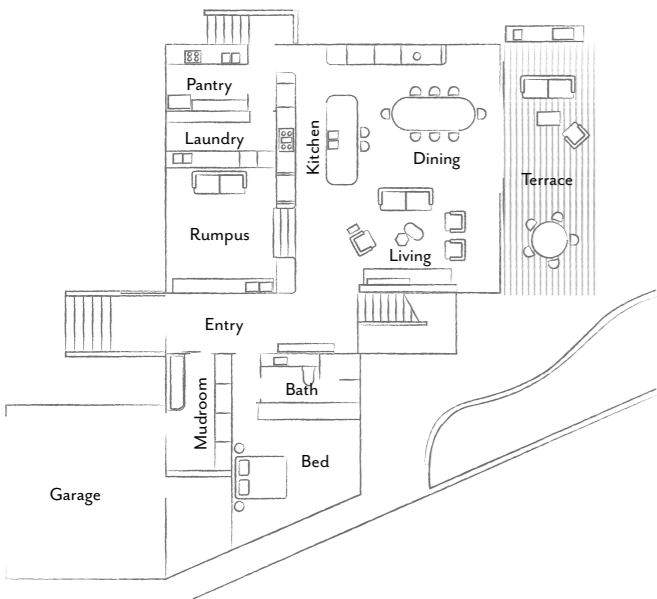 Pantry
Laundry
Kitchen
Dining
Terrace
Rumpus
Living
Entry
Mudroom
Bath
Bed
Garage